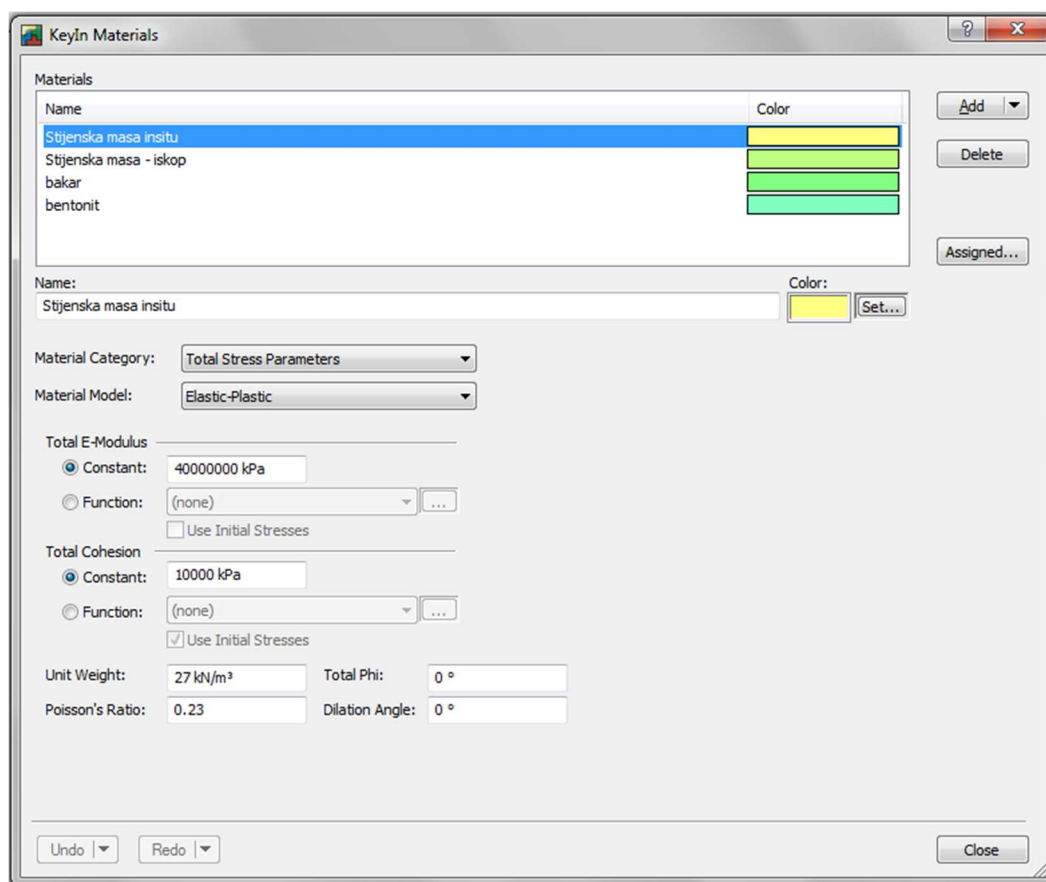 KeyIn Materials
Materials
Name Color
Add
Stijenska masa insitu
Stijenska masa - iskop
Delete
bakar
bentonit
Assigned...
Name: Color:
Stijenska masa insitu Set...
Material Category: Total Stress Parameters
Material Model: Elastic-Plastic
Total E-Modulus
Constant: 40000000 kPa
Function: (none) ...
Use Initial Stresses
Total Cohesion
Constant: 10000 kPa
Function: (none) ...
Use Initial Stresses
Unit Weight: 27 kN/m³ Total Phi: 0 °
Poisson's Ratio: 0.23 Dilation Angle: 0 °
Undo Redo Close